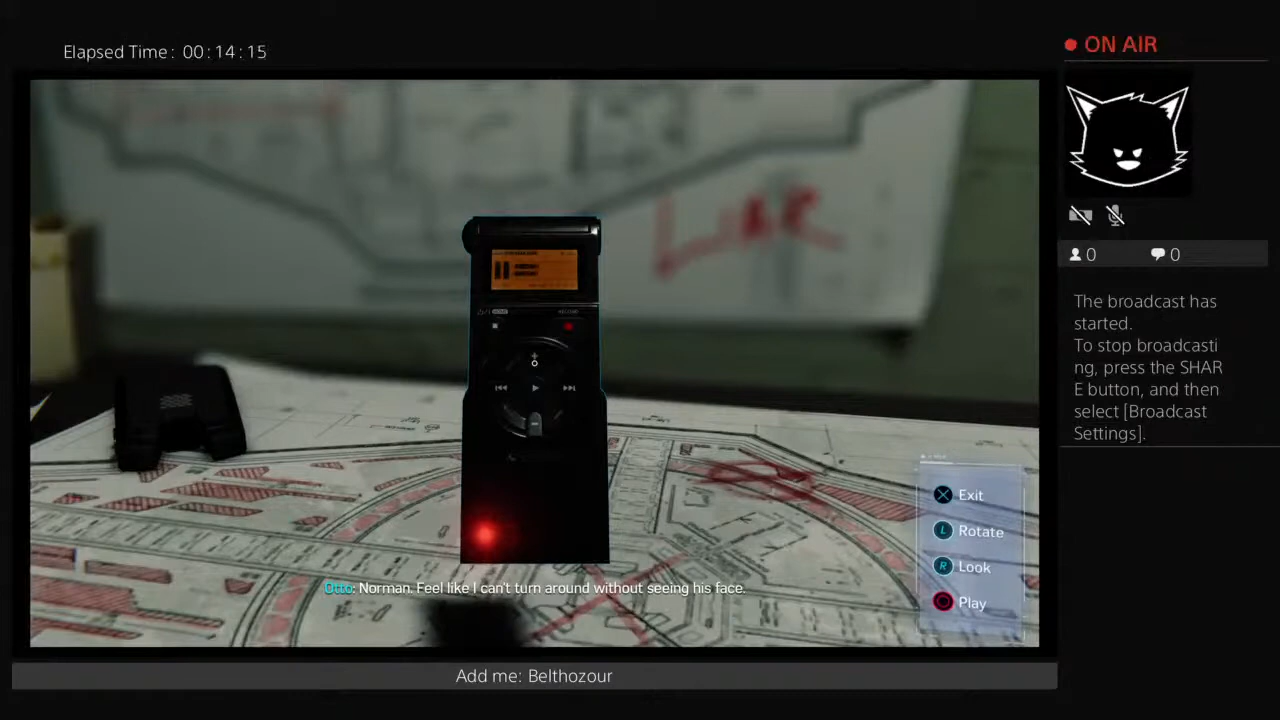 Elapsed Time: 00:14:15
ON AIR
LIAR
0
0
The broadcast has
started.
To stop broadcasti
ng, press the SHAR
E button, and then
select [Broadcast
Settings].
Exit
Rotate
Look
Play
Otto: Norman. Feel like I can't turn around without seeing his face.
Add me: Belthozour